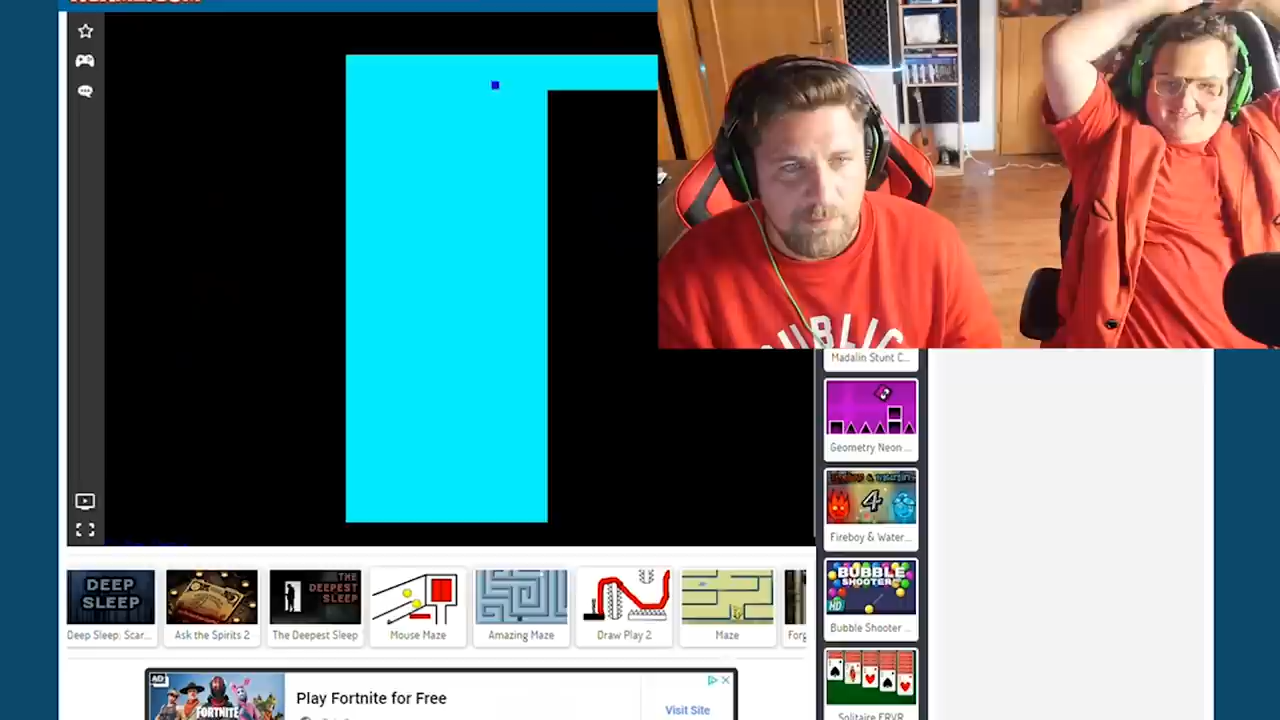 PUBLIC
Madalin Stunt C...
Geometry Neon ...
4
Fireboy & Water...
BUBBLE
SHOOTER
HD
Bubble Shooter ...
Solitaire FRVR
DEEP
SLEEP
THE
DEEPEST
SLEEP
Deep Sleep: Scar...
Ask the Spirits 2
The Deepest Sleep
Mouse Maze
Amazing Maze
Draw Play 2
Maze
AD
FORTNITE
Play Fortnite for Free
Visit Site